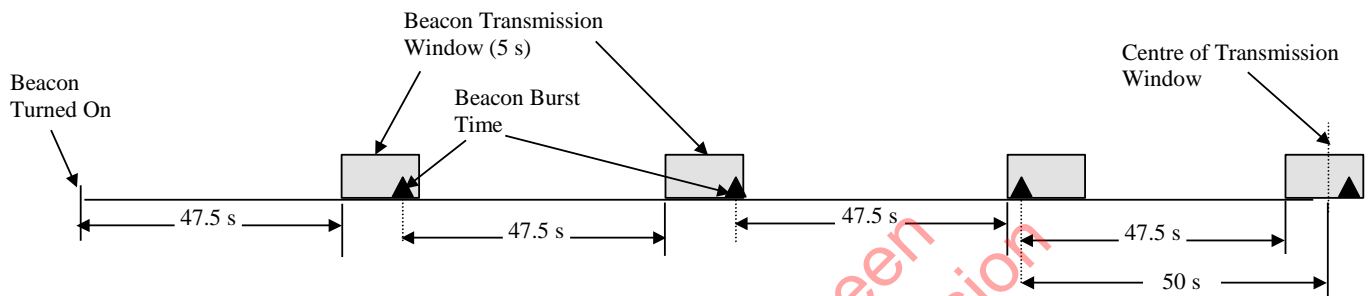 Beacon Transmission
Window (5 s)
Centre of Transmission
Window
Beacon
Turned On
Beacon Burst
Time
47.5 s
47.5 s
47.5 s
47.5 s
50 s